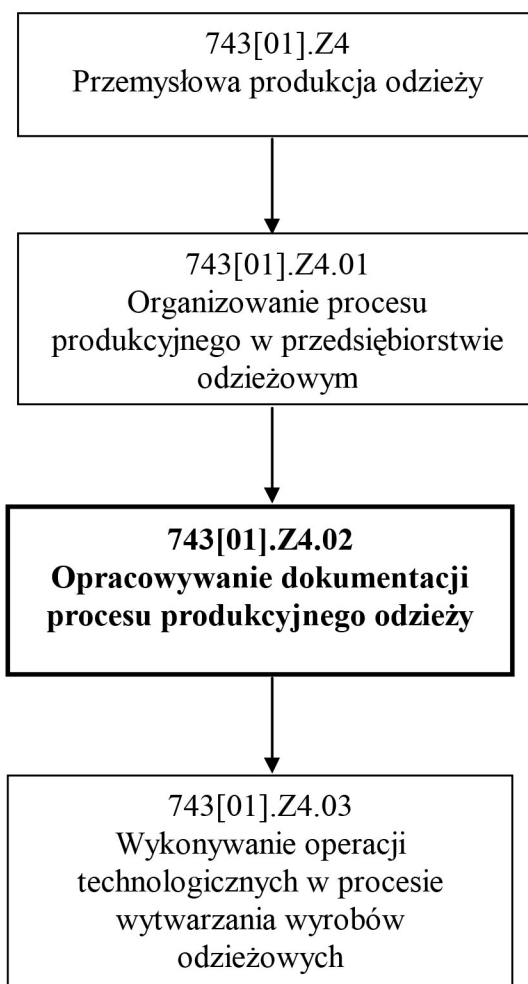 743[01].Z4
Przemysłowa produkcja odzieży
743[01].Z4.01
Organizowanie procesu
produkcyjnego w przedsiębiorstwie
odzieżowym
743[01].Z4.02
Opracowywanie dokumentacji
procesu produkcyjnego odzieży
743[01].Z4.03
Wykonywanie operacji
technologicznych w procesie
wytwarzania wyrobów
odzieżowych